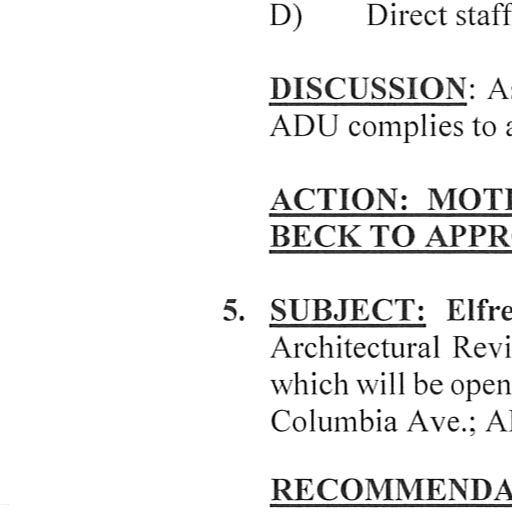 D) Direct staff
DISCUSSION: As
ADU complies to a
ACTION: MOTI
BECK TO APPRO
5. SUBJECT: Elfre
Architectural Revi
which will be open
Columbia Ave.; A
RECOMMENDA